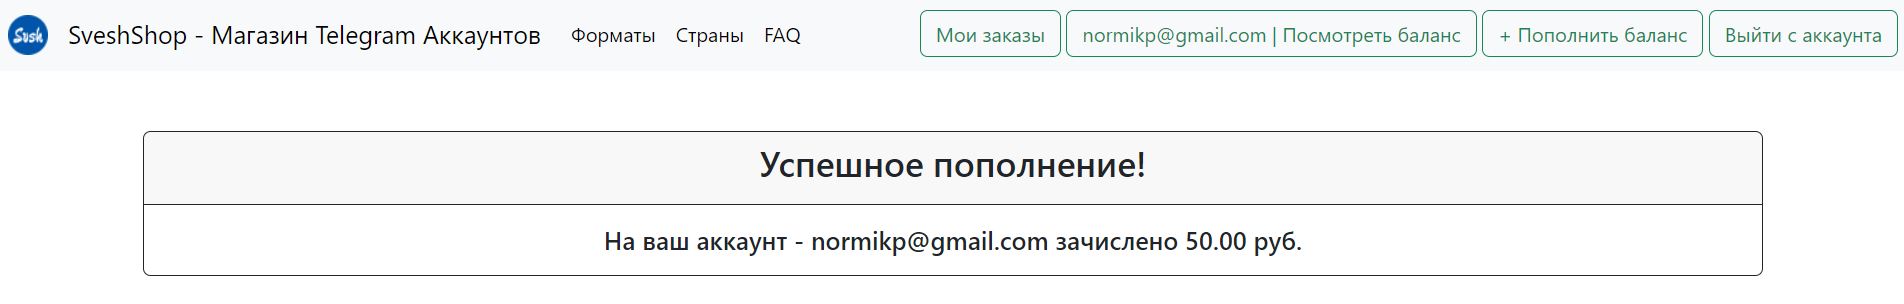 Svsh SveshShop - Магазин Telegram Аккаунтов Форматы Страны FAQ Мои заказы normikp@gmail.com | Посмотреть баланс + Пополнить баланс Выйти с аккаунта
Успешное пополнение!
На ваш аккаунт - normikp@gmail.com зачислено 50.00 руб.